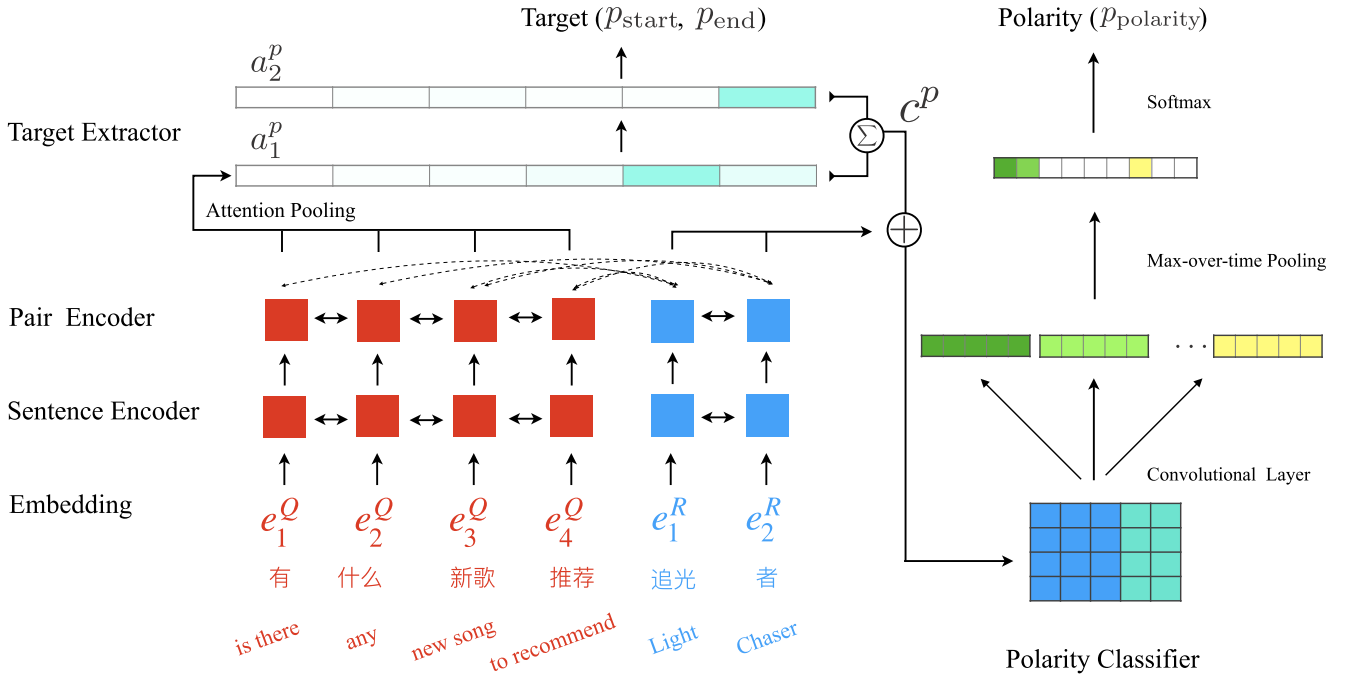 Target (p_start, p_end)
Polarity (p_polarity)
a_2^p
c^p
Softmax
Target Extractor
a_1^p
Σ
Attention Pooling
Max-over-time Pooling
Pair Encoder
...
Sentence Encoder
Convolutional Layer
Embedding
e_1^Q e_2^Q e_3^Q e_4^Q e_1^R e_2^R
有 什么 新歌 推荐 追光 者
is there any new song to recommend Light Chaser
Polarity Classifier